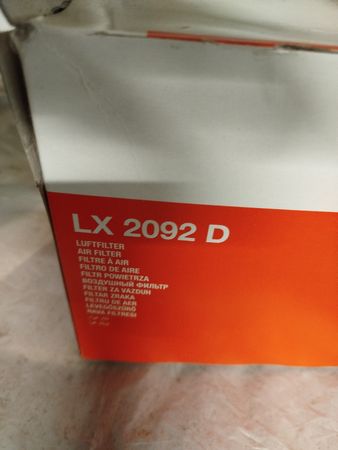 LX 2092 D
LUFTFILTER
AIR FILTER
FILTRE À AIR
FILTRO DE AIRE
FILTR POWIETRZA
ВОЗДУШНЫЙ ФИЛЬТР
FILTER ZA VAZDUH
FILTAR ZRAKA
FILTRU DE AER
LEVEGŐSZŰRŐ
HAVA FILTRESI